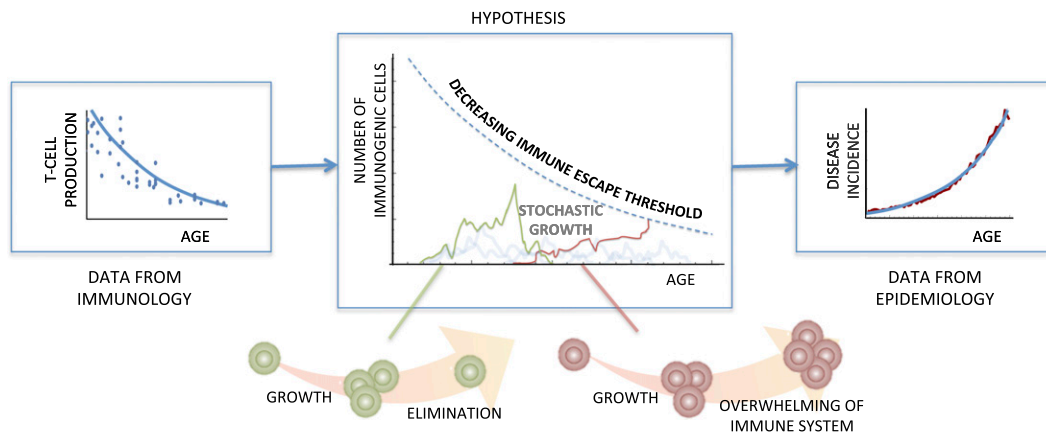 HYPOTHESIS
T-CELL
PRODUCTION
AGE
DATA FROM
IMMUNOLOGY
NUMBER OF
IMMUNOGENIC CELLS
DECREASING IMMUNE ESCAPE THRESHOLD
STOCHASTIC
GROWTH
AGE
DISEASE
INCIDENCE
AGE
DATA FROM
EPIDEMIOLOGY
GROWTH
ELIMINATION
GROWTH
OVERWHELMING OF
IMMUNE SYSTEM